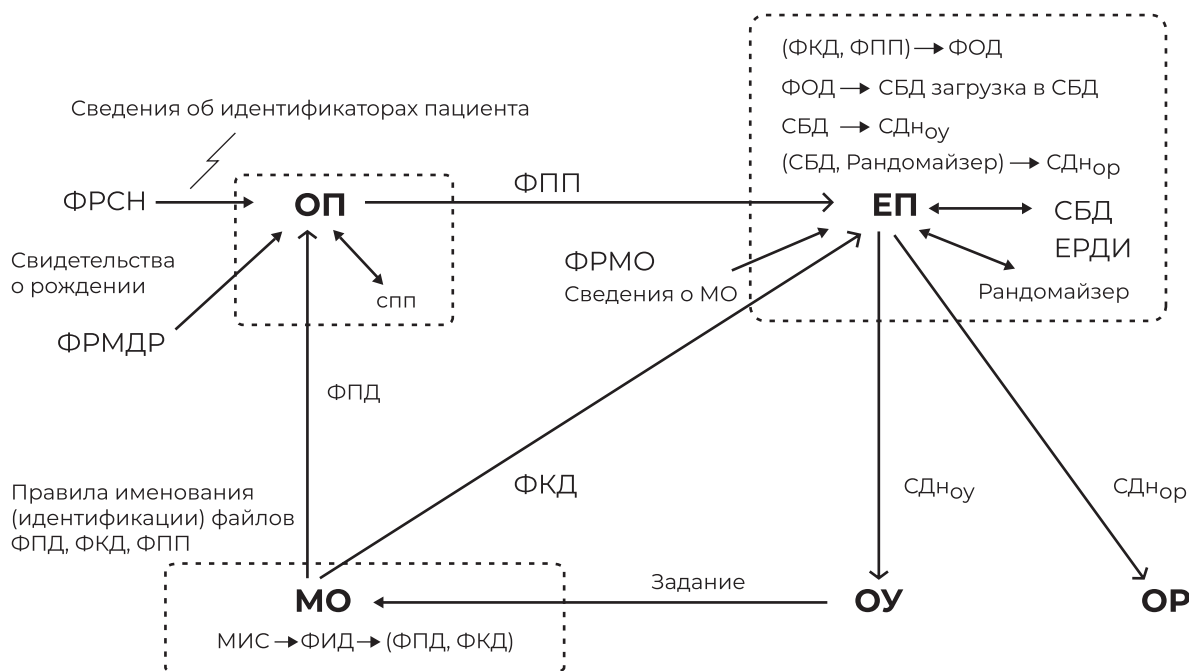 (ФКД, ФПП) → ФОД
ФОД → СБД загрузка в СБД
СБД → СДноу
(СБД, Рандомайзер) → СДнор
Сведения об идентификаторах пациента
ФРСН
ОП
ФПП
ЕП
СБД
ЕРДИ
Свидетельства
о рождении
спп
ФРМО
Сведения о МО
Рандомайзер
ФРМДР
ФПД
ФКД
СДноу
СДнор
Правила именования
(идентификации) файлов
ФПД, ФКД, ФПП
Задание
МО
ОУ
ОР
МИС → ФИД → (ФПД, ФКД)